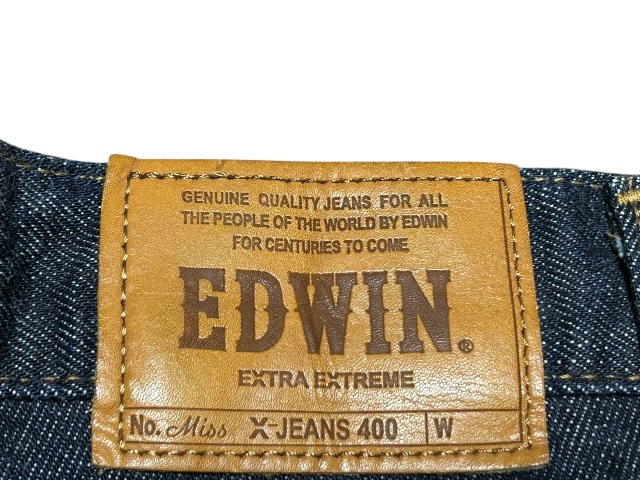 GENUINE QUALITY JEANS FOR ALL
THE PEOPLE OF THE WORLD BY EDWIN
FOR CENTURIES TO COME
EDWIN®
EXTRA EXTREME
No. Miss X-JEANS 400 W